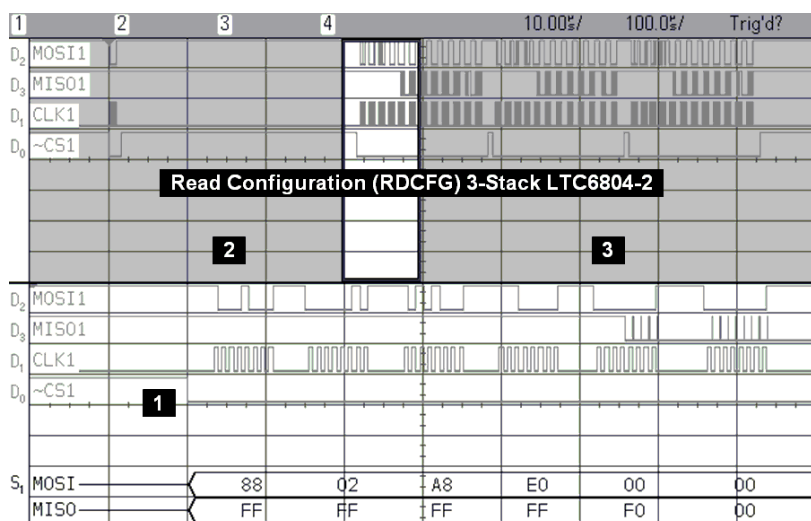 1 2 3 4 10.00㎲/ 100.0㎲/ Trig'd?
D₂ MOSI1
D₃ MISO1
D₁ CLK1
D₀ ~CS1
Read Configuration (RDCFG) 3-Stack LTC6804-2
2 3
D₂ MOSI1
D₃ MISO1
D₁ CLK1
D₀ ~CS1
1
S₁ MOSI 88 02 A8 E0 00 00
MISO FF FF FF FF F0 00